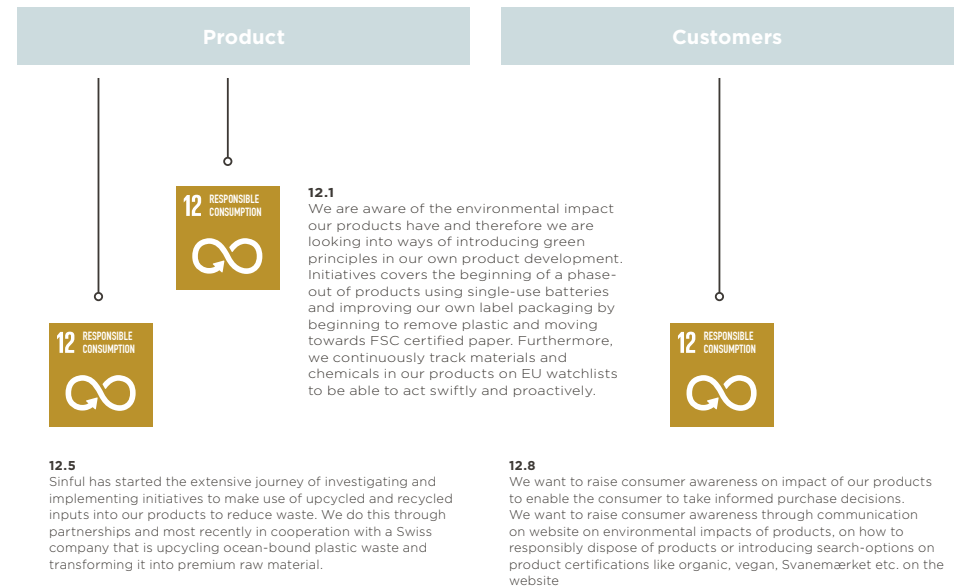 Product
Customers
12 RESPONSIBLE
CONSUMPTION
12.1
We are aware of the environmental impact
our products have and therefore we are
looking into ways of introducing green
principles in our own product development.
Initiatives covers the beginning of a phase-
out of products using single-use batteries
and improving our own label packaging by
beginning to remove plastic and moving
towards FSC certified paper. Furthermore,
we continuously track materials and
chemicals in our products on EU watchlists
to be able to act swiftly and proactively.
12 RESPONSIBLE
CONSUMPTION
12.5
Sinful has started the extensive journey of investigating and
implementing initiatives to make use of upcycled and recycled
inputs into our products to reduce waste. We do this through
partnerships and most recently in cooperation with a Swiss
company that is upcycling ocean-bound plastic waste and
transforming it into premium raw material.
12 RESPONSIBLE
CONSUMPTION
12.8
We want to raise consumer awareness on impact of our products
to enable the consumer to take informed purchase decisions.
We want to raise consumer awareness through communication
on website on environmental impacts of products, on how to
responsibly dispose of products or introducing search-options on
product certifications like organic, vegan, Svanemærket etc. on the
website